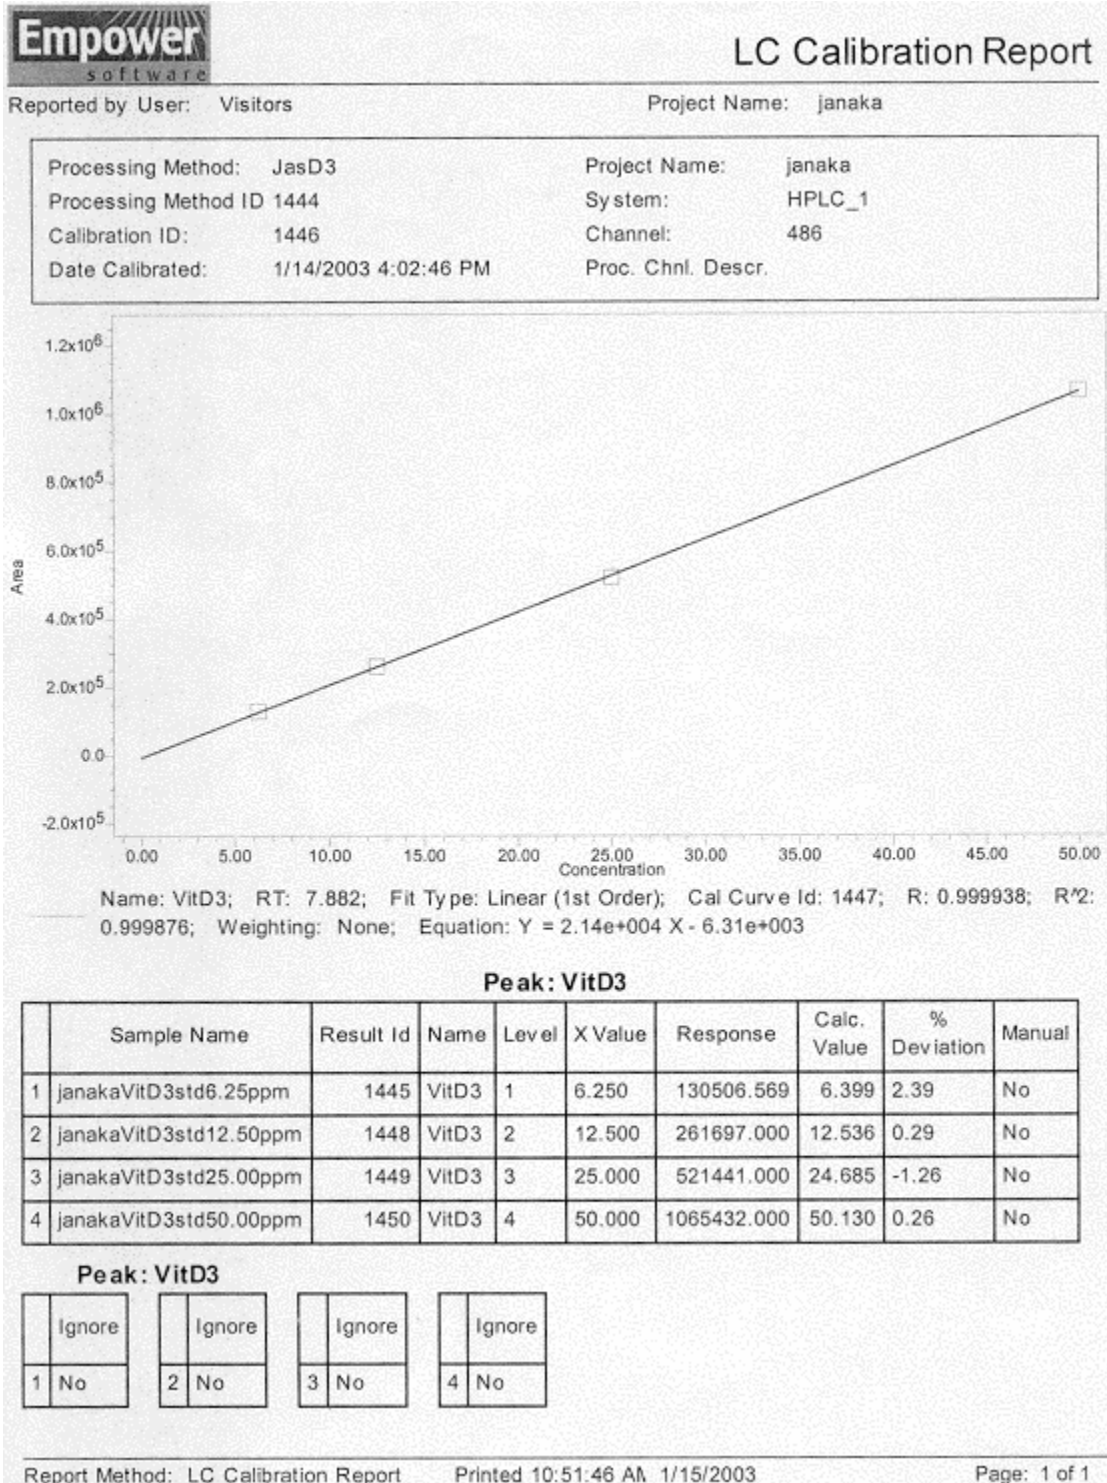 Empower
software
LC Calibration Report
Reported by User: Visitors Project Name: janaka
Processing Method: JasD3 Project Name: janaka
Processing Method ID 1444 System: HPLC_1
Calibration ID: 1446 Channel: 486
Date Calibrated: 1/14/2003 4:02:46 PM Proc. Chnl. Descr.
1.2x10^6
1.0x10^6
8.0x10^5
6.0x10^5
Area
4.0x10^5
2.0x10^5
0.0
-2.0x10^5
0.00 5.00 10.00 15.00 20.00 25.00 30.00 35.00 40.00 45.00 50.00
Concentration
Name: VitD3; RT: 7.882; Fit Type: Linear (1st Order); Cal Curve Id: 1447; R: 0.999938; R^2:
0.999876; Weighting: None; Equation: Y = 2.14e+004 X - 6.31e+003
Peak: VitD3
Sample Name Result Id Name Level X Value Response Calc. Value % Deviation Manual
1 janakaVitD3std6.25ppm 1445 VitD3 1 6.250 130506.569 6.399 2.39 No
2 janakaVitD3std12.50ppm 1448 VitD3 2 12.500 261697.000 12.536 0.29 No
3 janakaVitD3std25.00ppm 1449 VitD3 3 25.000 521441.000 24.685 -1.26 No
4 janakaVitD3std50.00ppm 1450 VitD3 4 50.000 1065432.000 50.130 0.26 No
Peak: VitD3
Ignore Ignore Ignore Ignore
1 No 2 No 3 No 4 No
Report Method: LC Calibration Report Printed 10:51:46 AM 1/15/2003 Page: 1 of 1